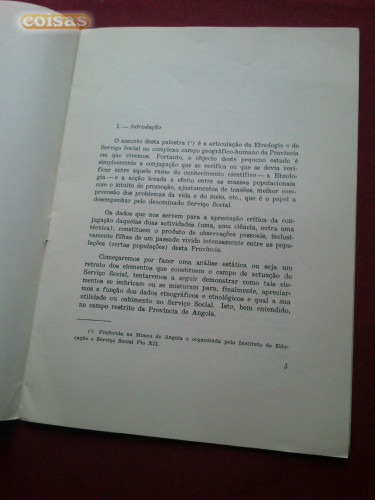 coisas
1. — Introdução
O assunto desta palestra (¹) é a articulação da Etnologia e do
Serviço Social no complexo campo geográfico-humano da Província
em que vivemos. Portanto, o objecto deste pequeno estudo é
simplesmente a conjugação que se verifica ou que se devia veri-
ficar entre aquele ramo do conhecimento científico — a Etnolo-
gia — e a acção levada a efeito entre as massas populacionais
com o intuito de promoção, ajustamentos de tensões, melhor com-
preensão dos problemas da vida e do meio, etc., que é o papel a
desempenhar pelo denominado Serviço Social.
Os dados que nos servem para a apreciação crítica da con-
jugação daquelas duas actividades (uma, uma ciência, outra uma
técnica), constituem o produto de observações pessoais, inclusi-
vamente filhas de um passado vivido intensamente entre as popu-
lações (certas populações) desta Província.
Começaremos por fazer uma análise estática ou seja um
retrato dos elementos que constituem o campo de actuação do
Serviço Social, tentaremos a seguir demonstrar como tais ele-
mentos se imbricam ou se misturam para, finalmente, apreciar-
mos a função dos dados etnográficos e etnológicos e qual a sua
utilidade ou cabimento no Serviço Social. Isto, bem entendido,
no campo restrito da Província de Angola.
(¹) Proferida no Museu de Angola e organizada pelo Instituto de Edu-
cação e Serviço Social Pio XII.
5